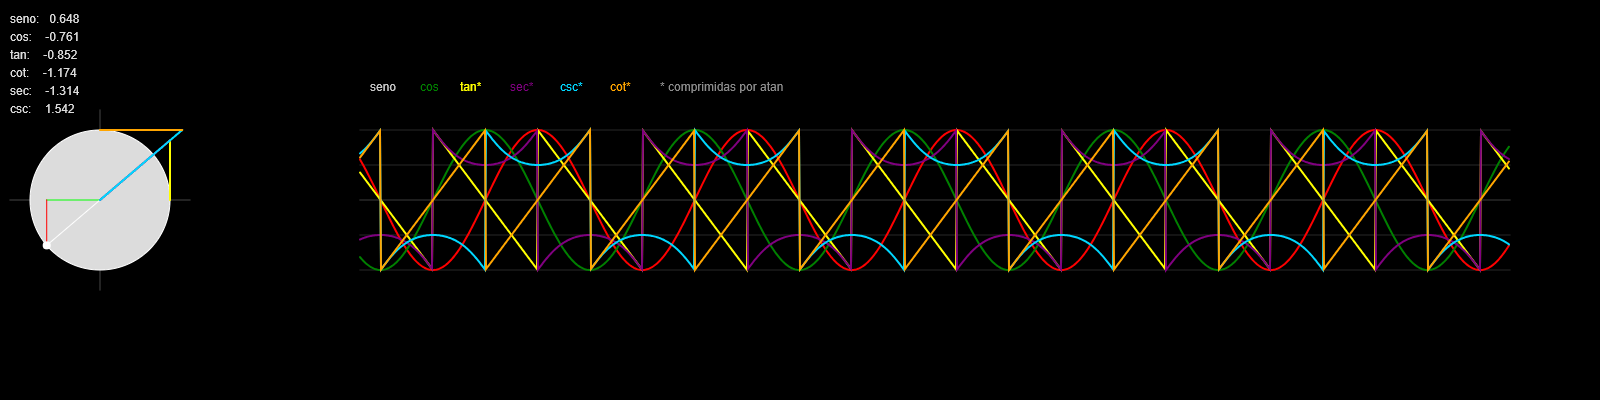 seno: 0.648
cos: -0.761
tan: -0.852
cot: -1.174
sec: -1.314
csc: 1.542
seno cos tan* sec* csc* cot* * comprimidas por atan